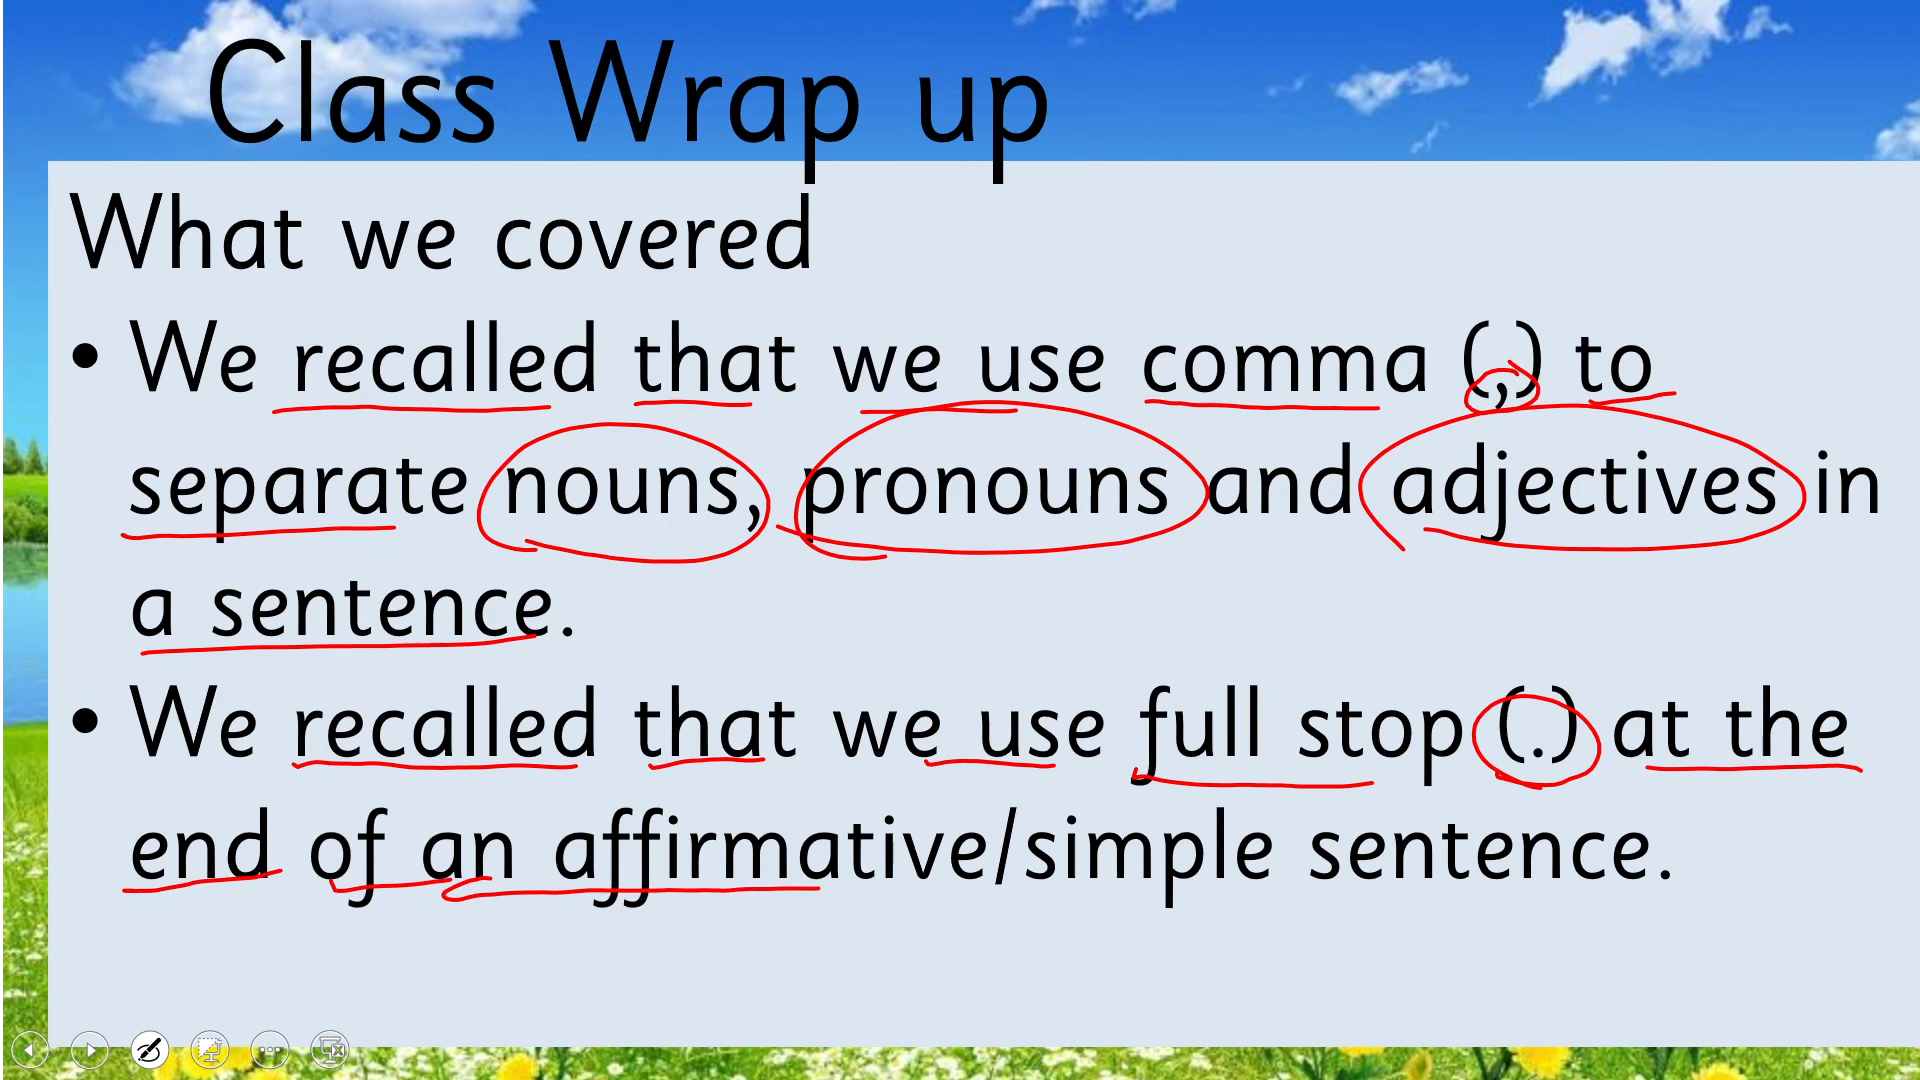 Class Wrap up
What we covered
• We recalled that we use comma (,) to
separate nouns, pronouns and adjectives in
a sentence.
• We recalled that we use full stop (.) at the
end of an affirmative/simple sentence.